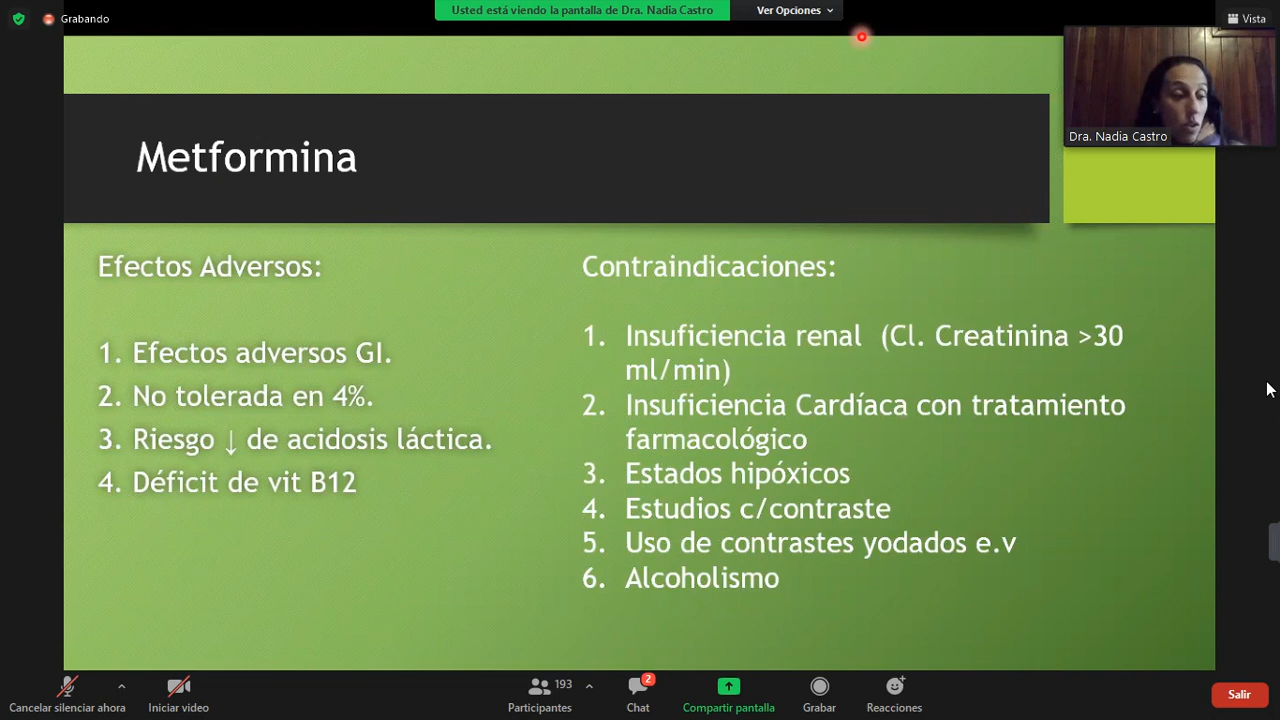 Grabando
Usted está viendo la pantalla de Dra. Nadia Castro
Ver Opciones
Vista
Dra. Nadia Castro
Metformina
Efectos Adversos:
1. Efectos adversos GI.
2. No tolerada en 4%.
3. Riesgo ↓ de acidosis láctica.
4. Déficit de vit B12
Contraindicaciones:
1. Insuficiencia renal (Cl. Creatinina >30
ml/min)
2. Insuficiencia Cardíaca con tratamiento
farmacológico
3. Estados hipóxicos
4. Estudios c/contraste
5. Uso de contrastes yodados e.v
6. Alcoholismo
Cancelar silenciar ahora
Iniciar video
193
Participantes
2
Chat
Compartir pantalla
Grabar
Reacciones
Salir